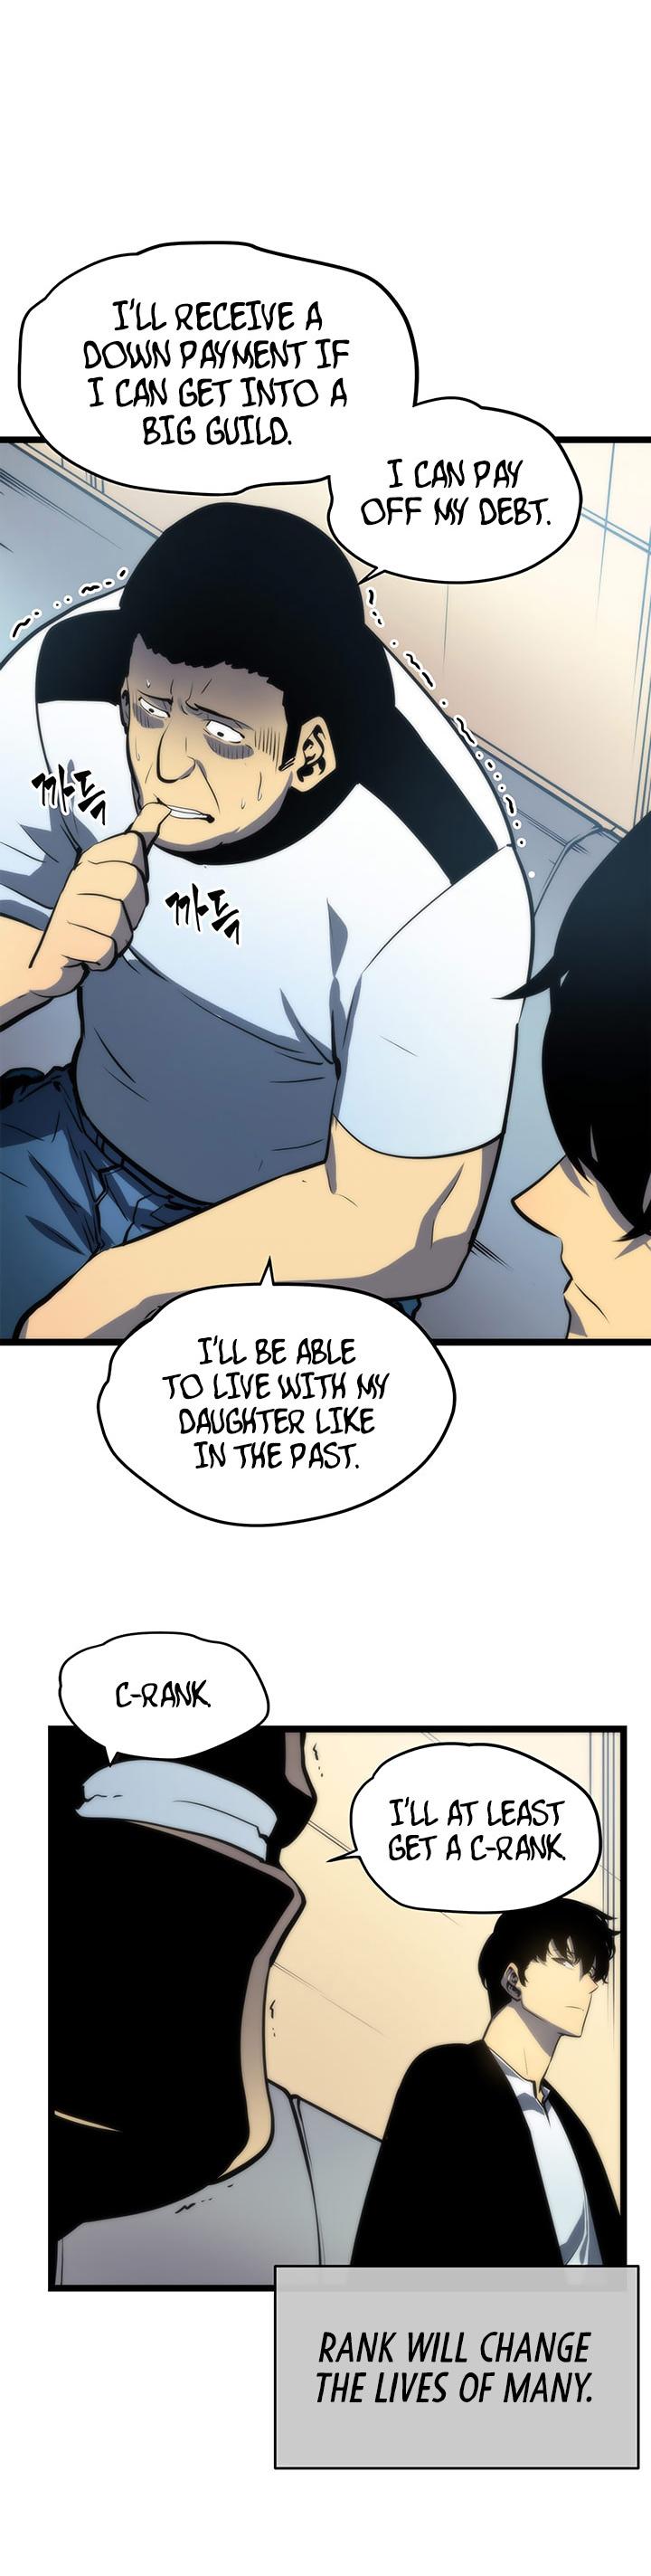 I'LL RECEIVE A
DOWN PAYMENT IF
I CAN GET INTO A
BIG GUILD.
I CAN PAY
OFF MY DEBT.
까득
까득
I'LL BE ABLE
TO LIVE WITH MY
DAUGHTER LIKE
IN THE PAST.
C-RANK.
I'LL AT LEAST
GET A C-RANK.
RANK WILL CHANGE
THE LIVES OF MANY.